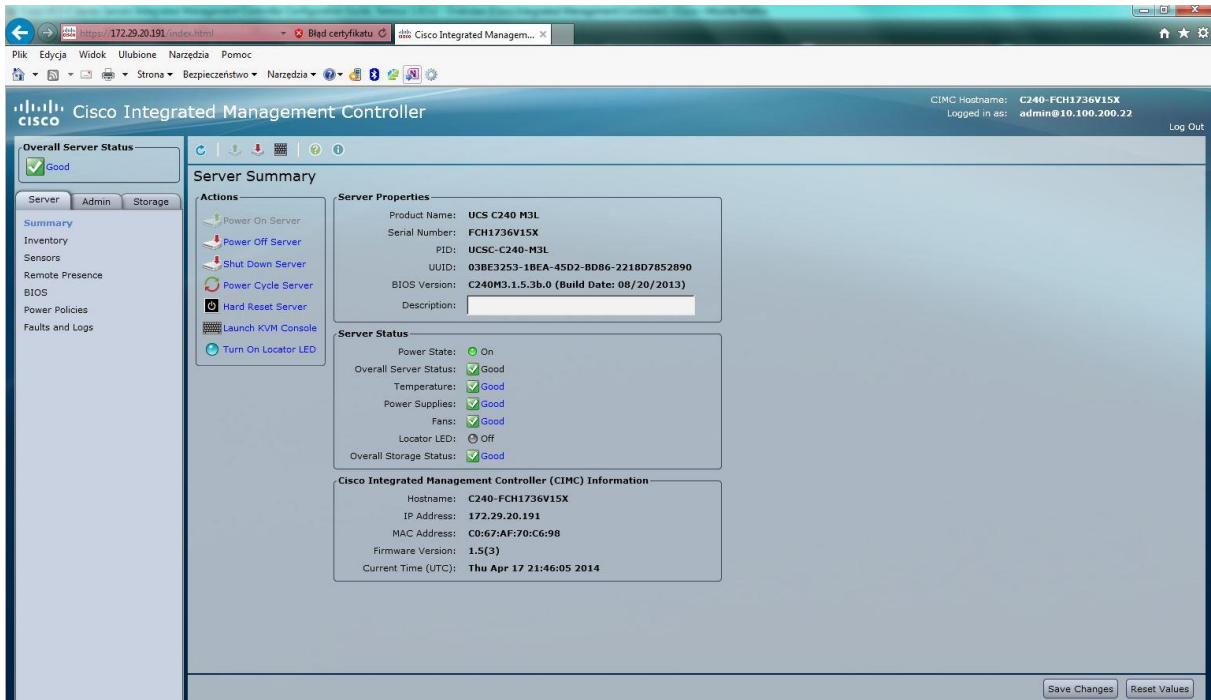 https://172.29.20.191/index.html
Błąd certyfikatu
Cisco Integrated Managem...
Plik Edycja Widok Ulubione Narzędzia Pomoc
Strona Bezpieczeństwo Narzędzia
CISCO
Cisco Integrated Management Controller
CIMC Hostname: C240-FCH1736V15X
Logged in as: admin@10.100.200.22
Log Out
Overall Server Status
Good
Server Admin Storage
Summary
Inventory
Sensors
Remote Presence
BIOS
Power Policies
Faults and Logs
Server Summary
Actions
Power On Server
Power Off Server
Shut Down Server
Power Cycle Server
Hard Reset Server
Launch KVM Console
Turn On Locator LED
Server Properties
Product Name: UCS C240 M3L
Serial Number: FCH1736V15X
PID: UCSC-C240-M3L
UUID: 03BE3253-1BEA-45D2-BD86-2218D7852890
BIOS Version: C240M3.1.5.3b.0 (Build Date: 08/20/2013)
Description:
Server Status
Power State: On
Overall Server Status: Good
Temperature: Good
Power Supplies: Good
Fans: Good
Locator LED: Off
Overall Storage Status: Good
Cisco Integrated Management Controller (CIMC) Information
Hostname: C240-FCH1736V15X
IP Address: 172.29.20.191
MAC Address: C0:67:AF:70:C6:98
Firmware Version: 1.5(3)
Current Time (UTC): Thu Apr 17 21:46:05 2014
Save Changes Reset Values